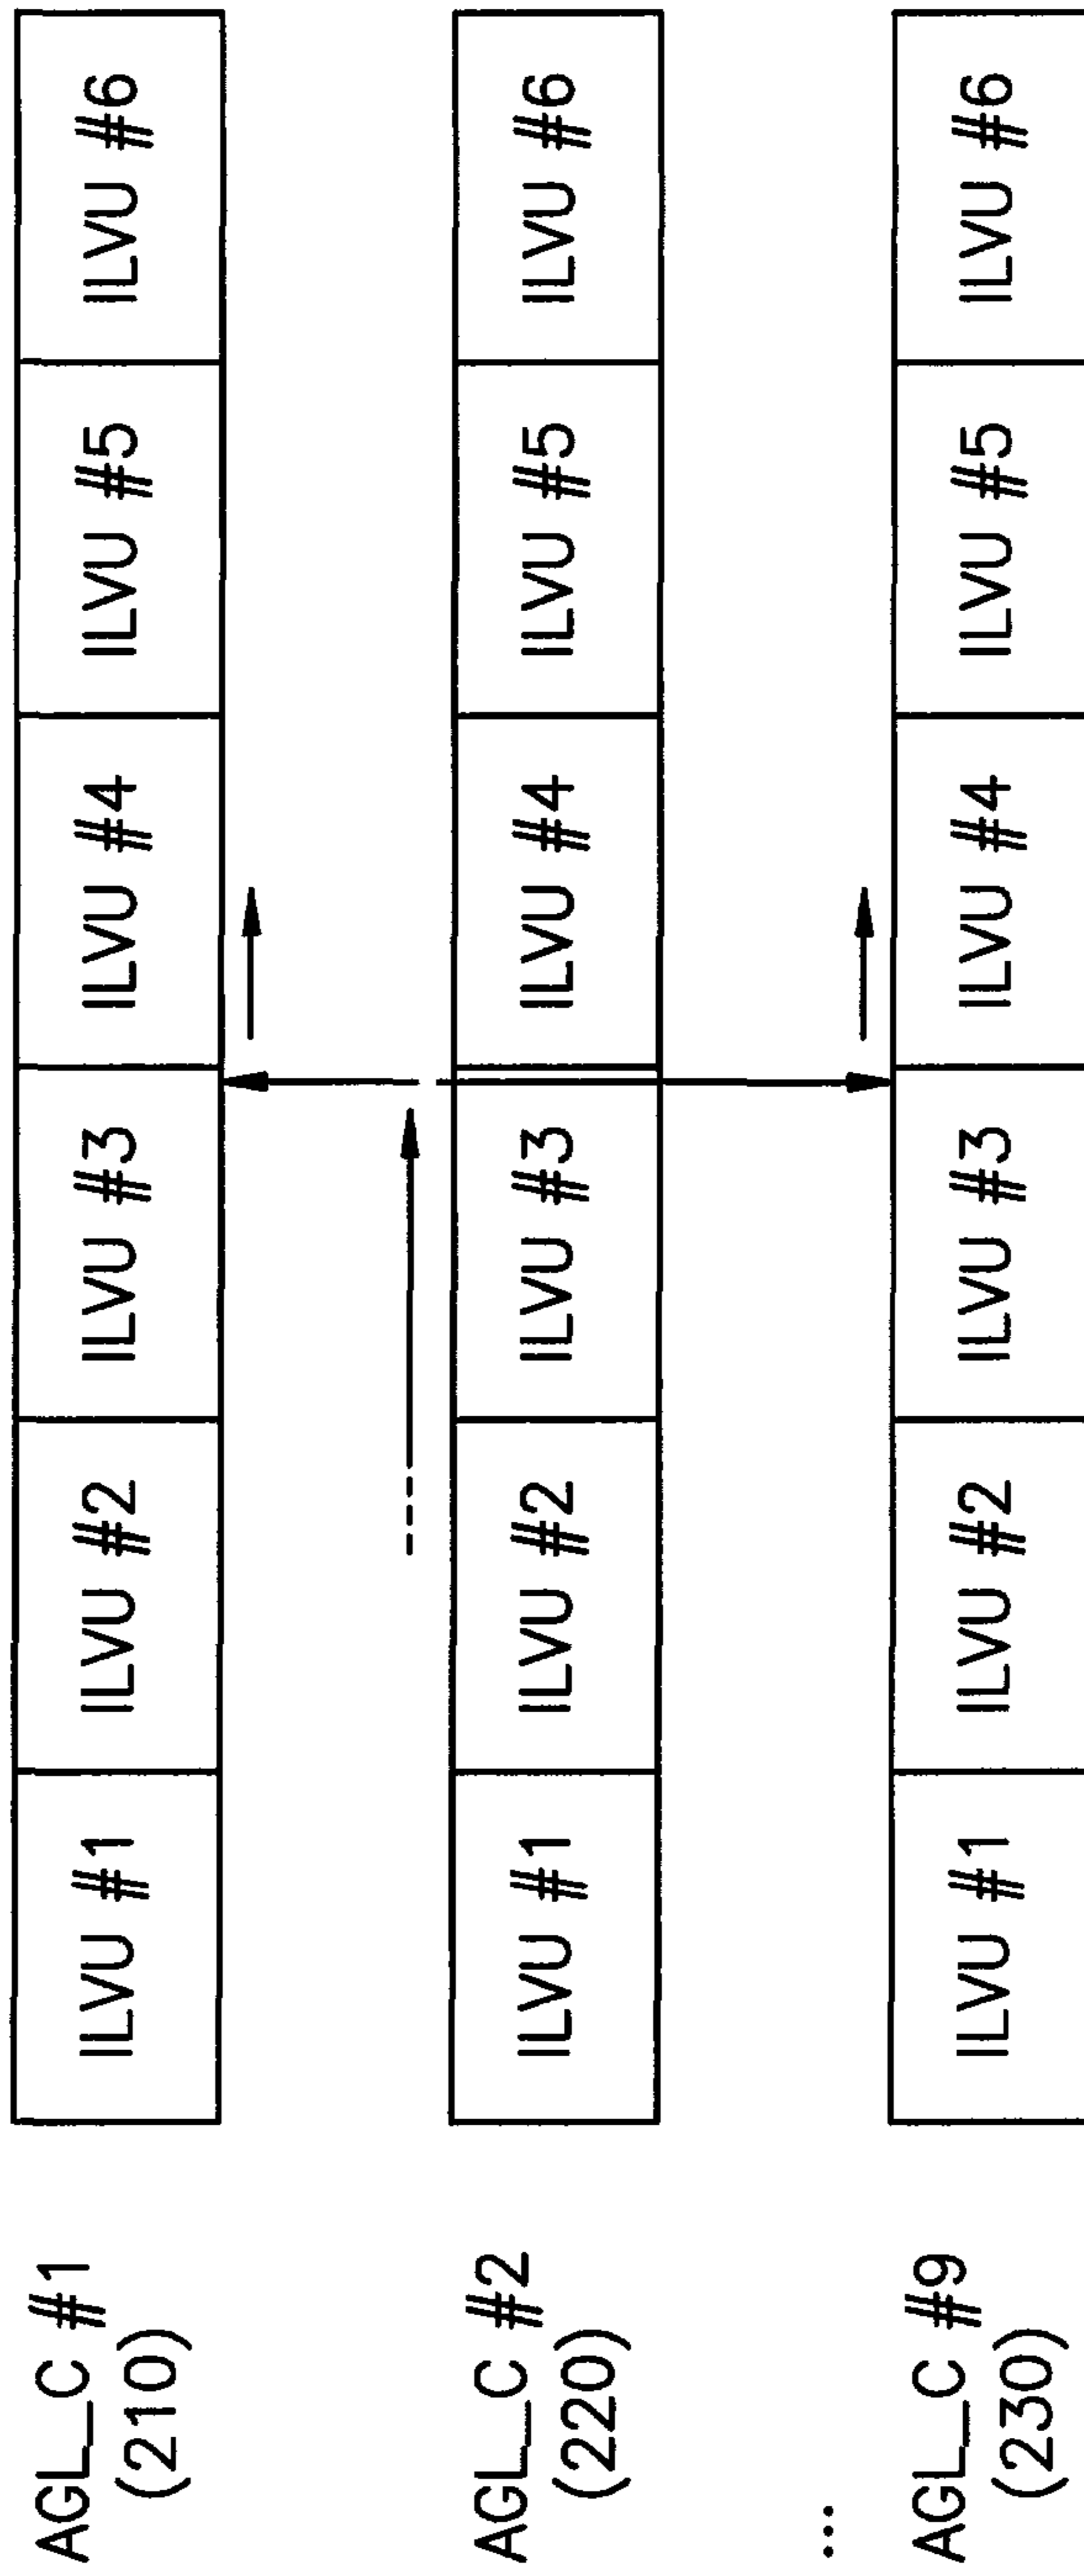 AGL_C #1
(210)
ILVU #1
ILVU #2
ILVU #3
ILVU #4
ILVU #5
ILVU #6
AGL_C #2
(220)
ILVU #1
ILVU #2
ILVU #3
ILVU #4
ILVU #5
ILVU #6
...
AGL_C #9
(230)
ILVU #1
ILVU #2
ILVU #3
ILVU #4
ILVU #5
ILVU #6